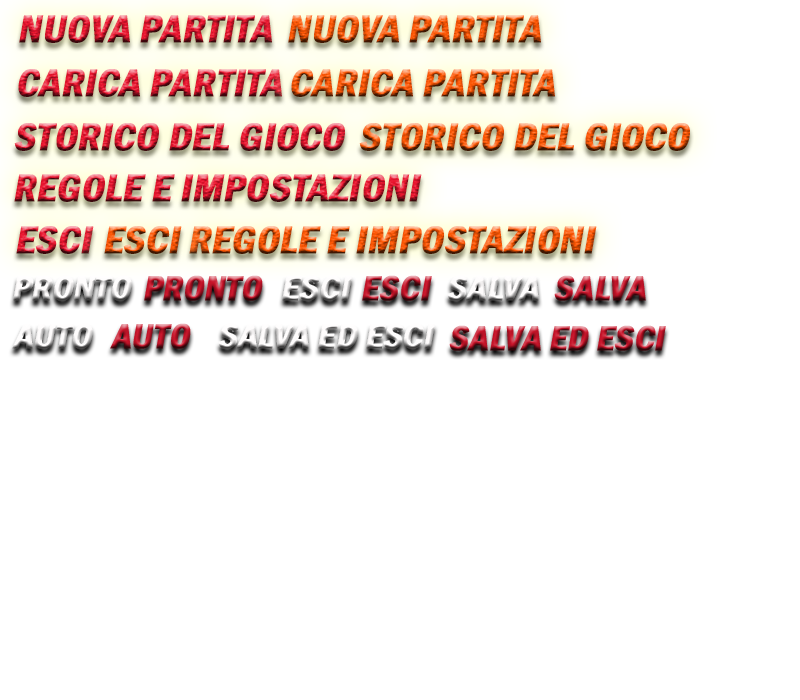 NUOVA PARTITA NUOVA PARTITA
CARICA PARTITA CARICA PARTITA
STORICO DEL GIOCO STORICO DEL GIOCO
REGOLE E IMPOSTAZIONI
ESCI ESCI REGOLE E IMPOSTAZIONI
PRONTO PRONTO ESCI ESCI SALVA SALVA
AUTO AUTO SALVA ED ESCI SALVA ED ESCI